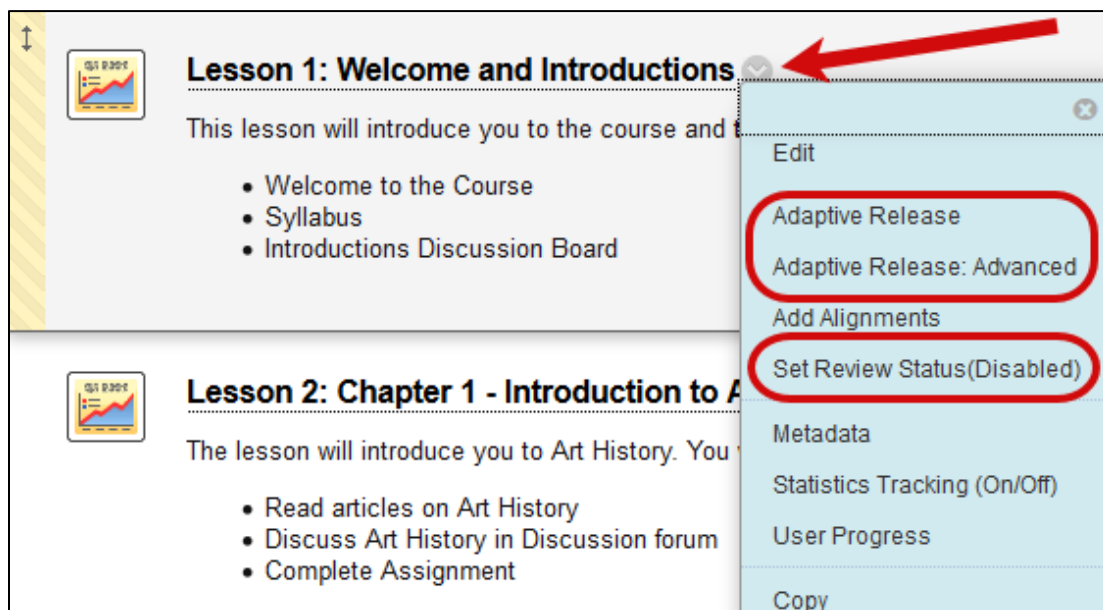 Lesson 1: Welcome and Introductions
This lesson will introduce you to the course and
• Welcome to the Course
• Syllabus
• Introductions Discussion Board
Edit
Adaptive Release
Adaptive Release: Advanced
Add Alignments
Set Review Status(Disabled)
Metadata
Statistics Tracking (On/Off)
User Progress
Copy
Lesson 2: Chapter 1 - Introduction to
The lesson will introduce you to Art History. You
• Read articles on Art History
• Discuss Art History in Discussion forum
• Complete Assignment